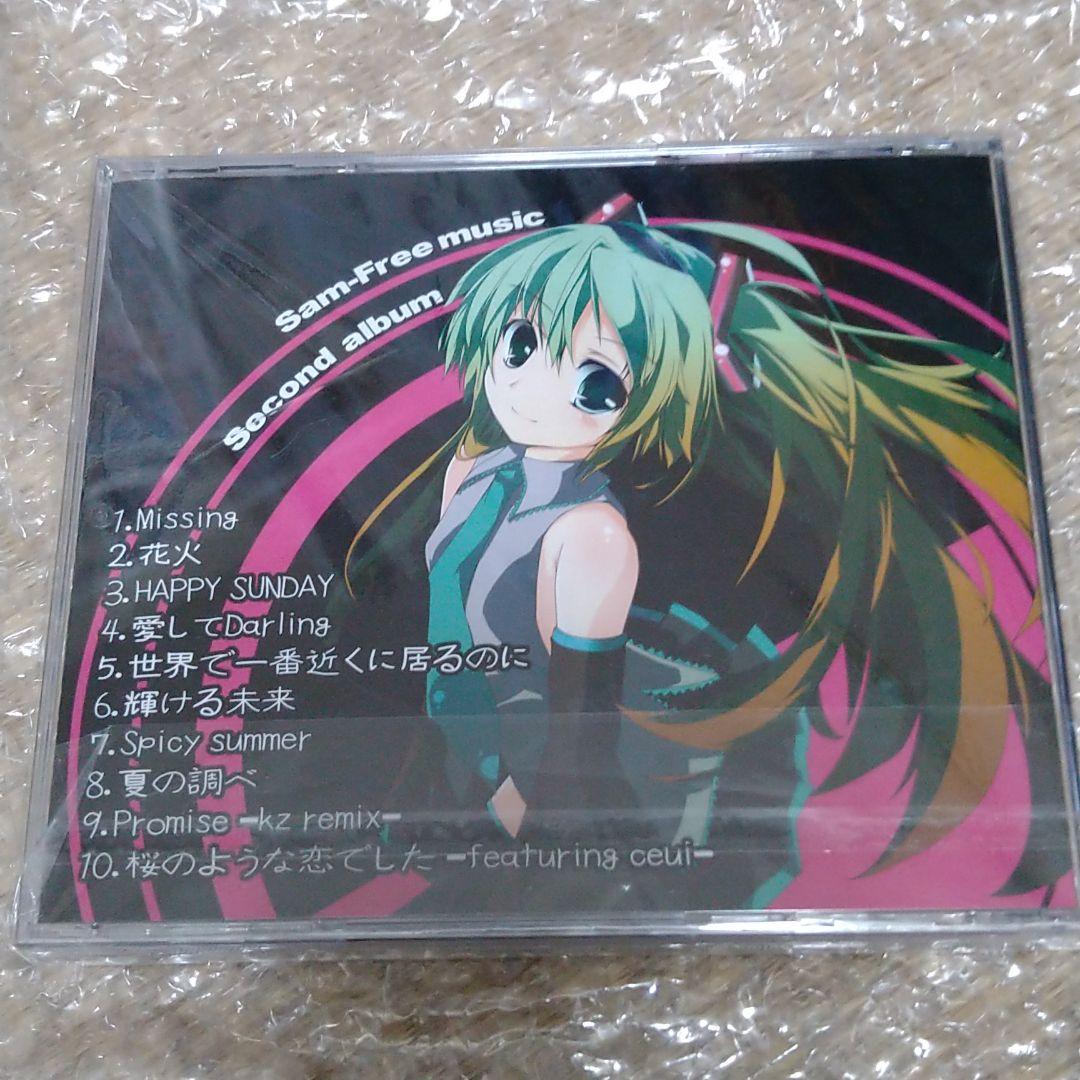 Sam-Free music
Second album
1.Missing
2.花火
3.HAPPY SUNDAY
4.愛してDarling
5.世界で一番近くに居るのに
6.輝ける未来
7.Spicy summer
8.夏の調べ
9.Promise -kz remix-
10.桜のような恋でした -featuring ceui-